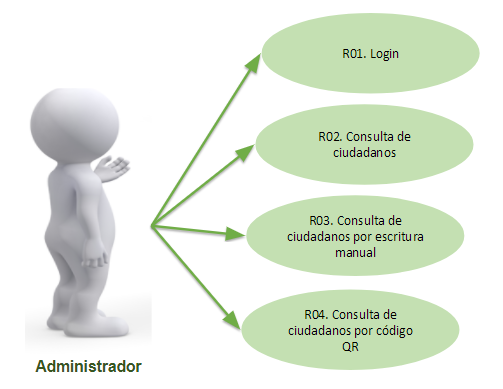 R01. Login
R02. Consulta de
ciudadanos
R03. Consulta de
ciudadanos por escritura
manual
R04. Consulta de
ciudadanos por código
QR
Administrador